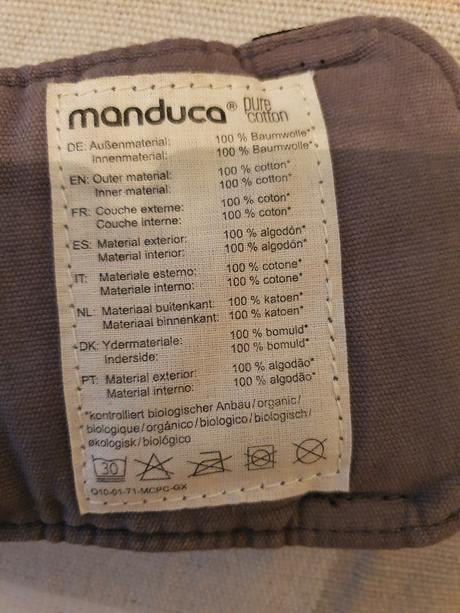 manduca® pure cotton
DE: Außenmaterial: 100 % Baumwolle*
Innenmaterial: 100 % Baumwolle*
EN: Outer material: 100 % cotton*
Inner material: 100 % cotton*
FR: Couche externe: 100 % coton*
Couche interne: 100 % coton*
ES: Material exterior: 100 % algodón*
Material interior: 100 % algodón*
IT: Materiale esterno: 100 % cotone*
Materiale interno: 100 % cotone*
NL: Materiaal buitenkant: 100 % katoen*
Materiaal binnenkant: 100 % katoen*
DK: Ydermateriale: 100 % bomuld*
Inderside: 100 % bomuld*
PT: Material exterior: 100 % algodão*
Material interno: 100 % algodão*
*kontrolliert biologischer Anbau/organic/
biologique/orgânico/biologico/biologisch/
økologisk/biológico
30
Q10-01-71-MCPC-GX